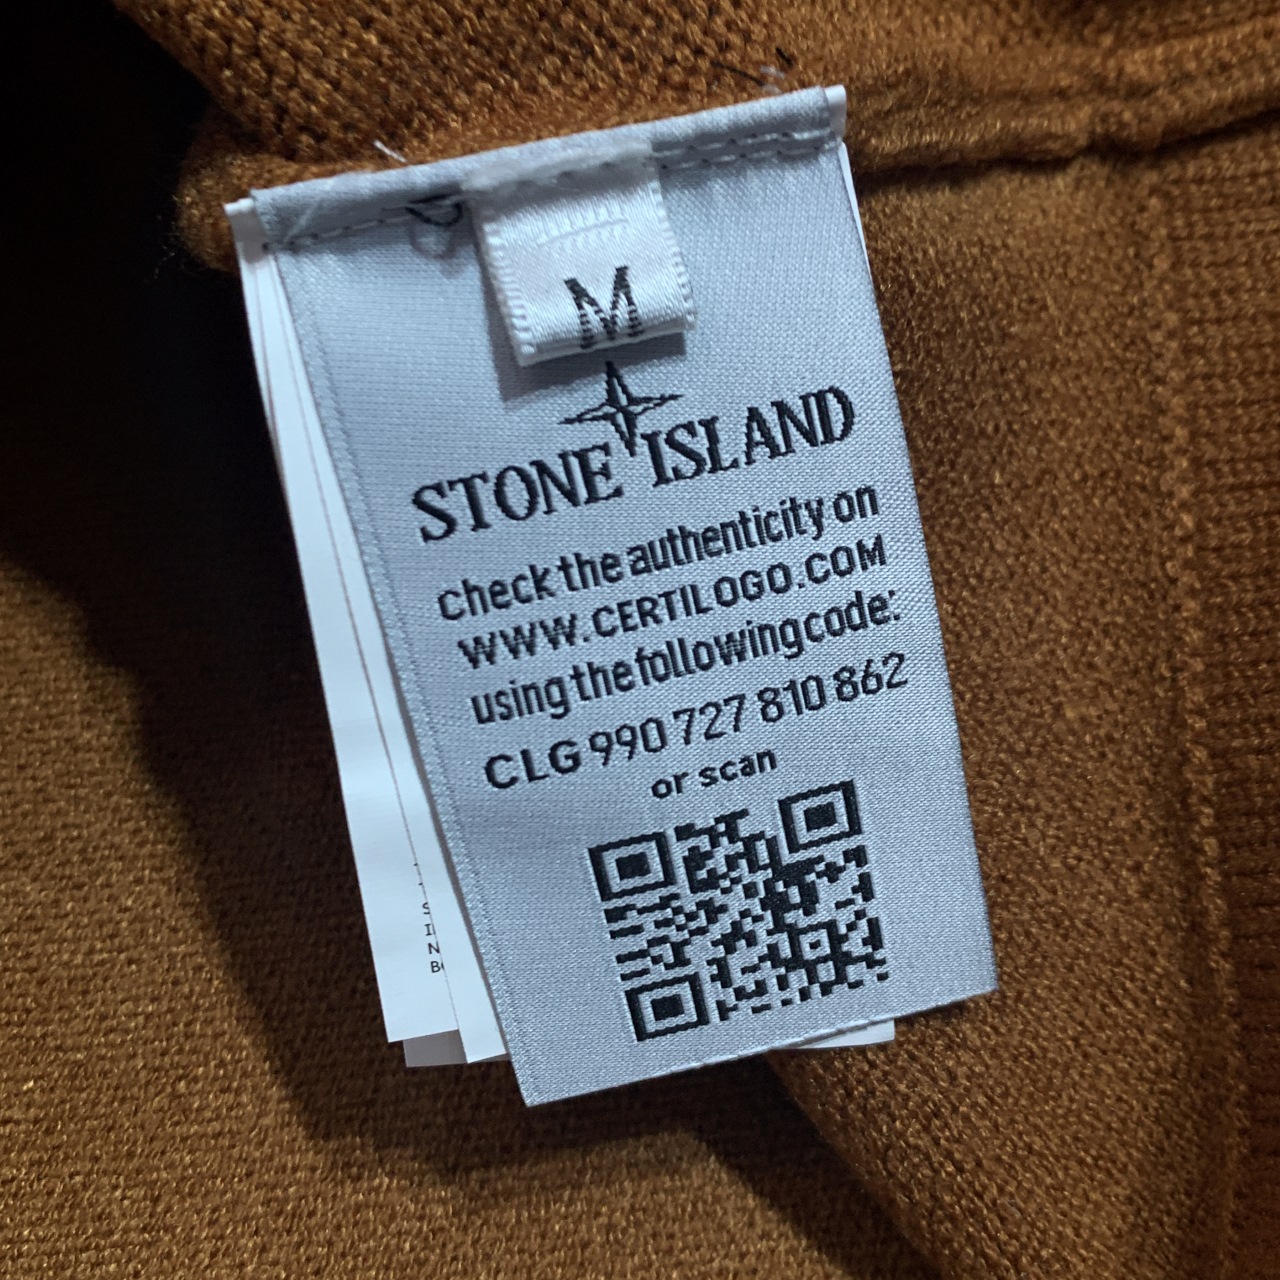 M
STONE ISLAND
check the authenticity on
WWW.CERTILOGO.COM
using the following code:
CLG 990 727 810 862
or scan
S
I
N